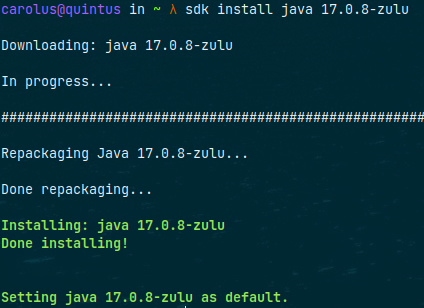 carolus@quintus in ~ λ sdk install java 17.0.8-zulu
Downloading: java 17.0.8-zulu
In progress...
#####################################################
Repackaging Java 17.0.8-zulu...
Done repackaging...
Installing: java 17.0.8-zulu
Done installing!
Setting java 17.0.8-zulu as default.